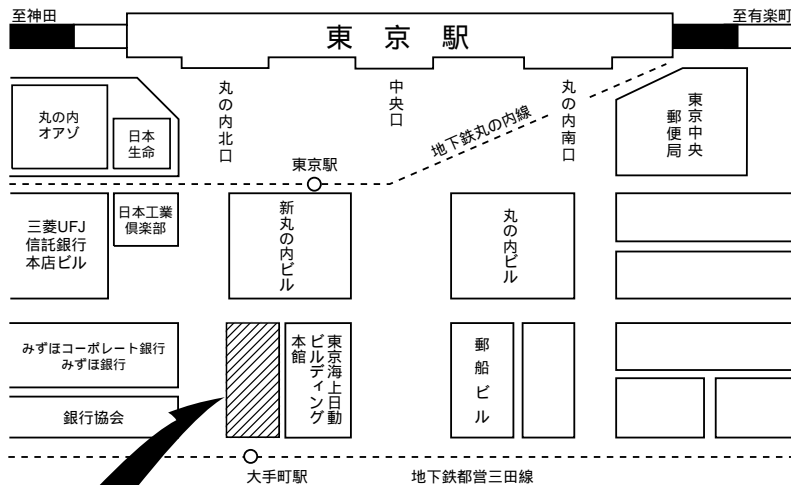 至神田
至有楽町
東京駅
丸の内北口
中央口
丸の内南口
地下鉄丸の内線
丸の内
オアゾ
日本
生命
東京中央
郵便局
東京駅
三菱UFJ
信託銀行
本店ビル
日本工業
倶楽部
新丸の内ビル
丸の内ビル
みずほコーポレート銀行
みずほ銀行
東京海上日動
ビルディング
本館
郵船ビル
銀行協会
大手町駅
地下鉄都営三田線